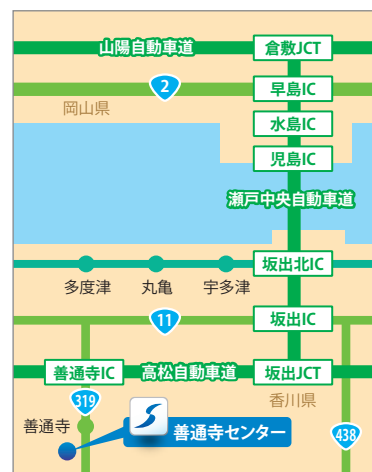 山陽自動車道
倉敷JCT
2
早島IC
岡山県
水島IC
児島IC
瀬戸中央自動車道
坂出北IC
多度津
丸亀
宇多津
11
坂出IC
善通寺IC
高松自動車道
坂出JCT
319
香川県
善通寺
善通寺センター
438